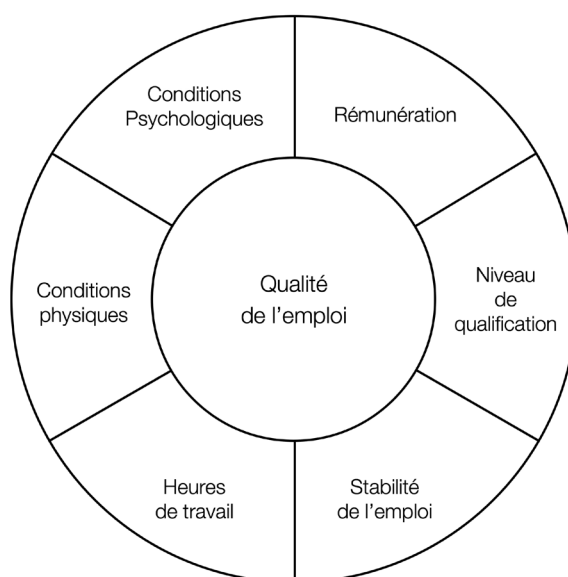 Conditions
Psychologiques
Rémunération
Conditions
physiques
Qualité
de l'emploi
Niveau
de
qualification
Heures
de travail
Stabilité
de l'emploi